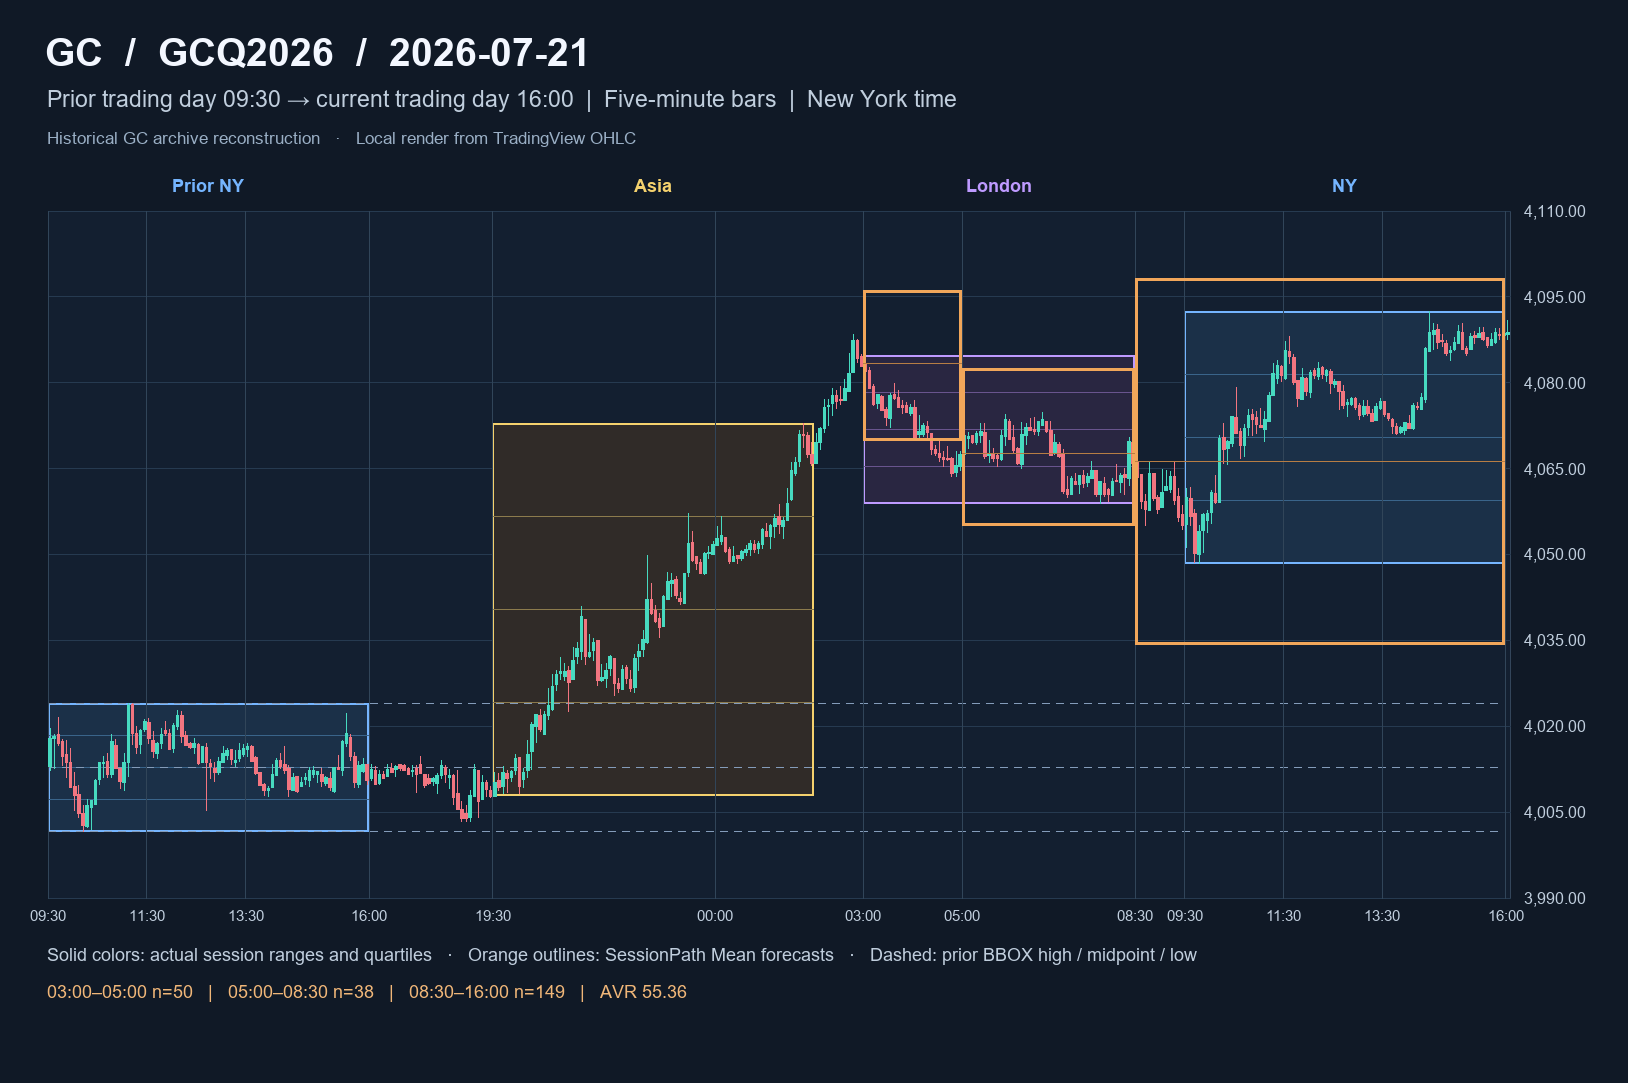 GC / GCQ2026 / 2026-07-21
Prior trading day 09:30 → current trading day 16:00 | Five-minute bars | New York time
Historical GC archive reconstruction · Local render from TradingView OHLC
Prior NY Asia London NY
4,110.00
4,095.00
4,080.00
4,065.00
4,050.00
4,035.00
4,020.00
4,005.00
3,990.00
09:30 11:30 13:30 16:00 19:30 00:00 03:00 05:00 08:30 09:30 11:30 13:30 16:00
Solid colors: actual session ranges and quartiles · Orange outlines: SessionPath Mean forecasts · Dashed: prior BBOX high / midpoint / low
03:00–05:00 n=50 | 05:00–08:30 n=38 | 08:30–16:00 n=149 | AVR 55.36